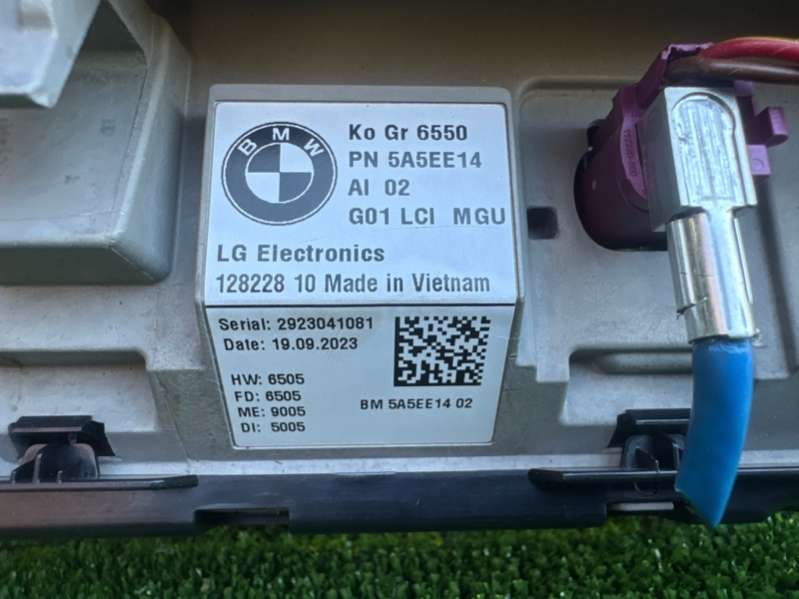 BMW
Ko Gr 6550
PN 5A5EE14
AI 02
G01 LCI MGU
LG Electronics
128228 10 Made in Vietnam
Serial: 2923041081
Date: 19.09.2023
HW: 6505
FD: 6505
ME: 9005
DI: 5005
BM 5A5EE14 02